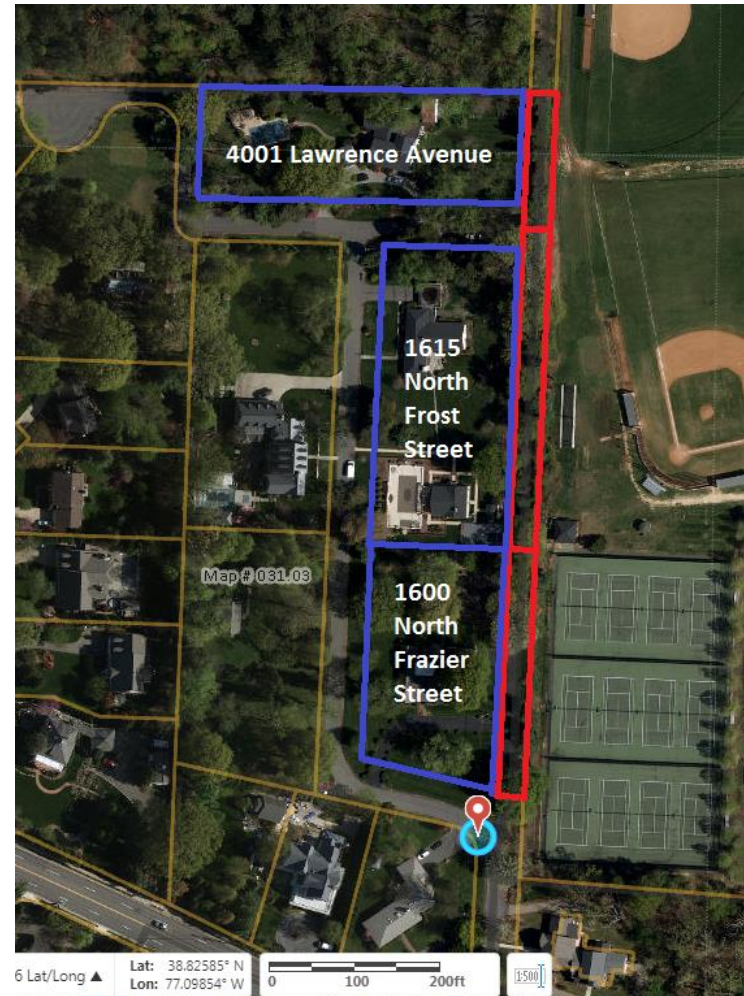 4001 Lawrence Avenue
1615
North
Frost
Street
Map # 031.03
1600
North
Frazier
Street
6 Lat/Long ▲
Lat: 38.82585° N
Lon: 77.09854° W
0 100 200ft
1:500